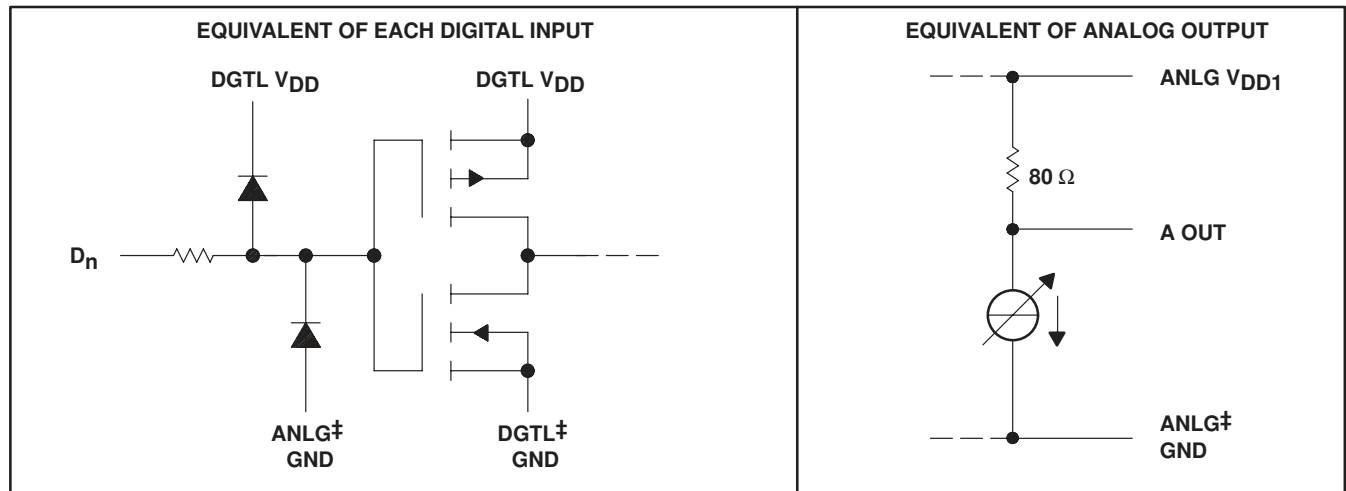 EQUIVALENT OF EACH DIGITAL INPUT
DGTL VDD
DGTL VDD
Dn
ANLG‡
GND
DGTL‡
GND
EQUIVALENT OF ANALOG OUTPUT
ANLG VDD1
80 Ω
A OUT
ANLG‡
GND